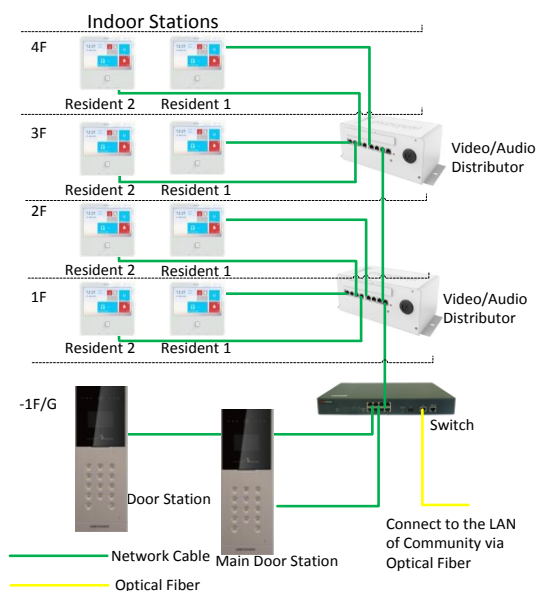 Indoor Stations
4F
Resident 2 Resident 1
3F
Video/Audio
Distributor
Resident 2 Resident 1
2F
Resident 2 Resident 1
1F
Video/Audio
Distributor
Resident 2 Resident 1
-1F/G
Switch
Door Station
Connect to the LAN
of Community via
Optical Fiber
Network Cable
Main Door Station
Optical Fiber